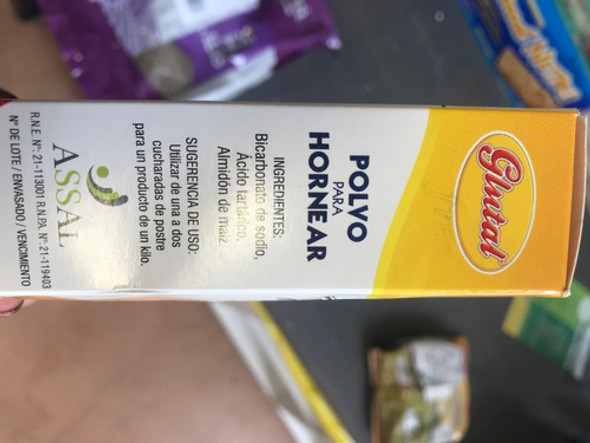 Glutal
POLVO
PARA
HORNEAR
INGREDIENTES:
Bicarbonato de sodio,
Ácido tartárico,
Almidón de maíz.
SUGERENCIA DE USO:
Utilizar de una a dos
cucharadas de postre
para un producto de un kilo.
ASSAL
R.N.E. Nº: 21-113001 R.N.PA. Nº: 21-119403
Nº DE LOTE / ENVASADO / VENCIMIENTO